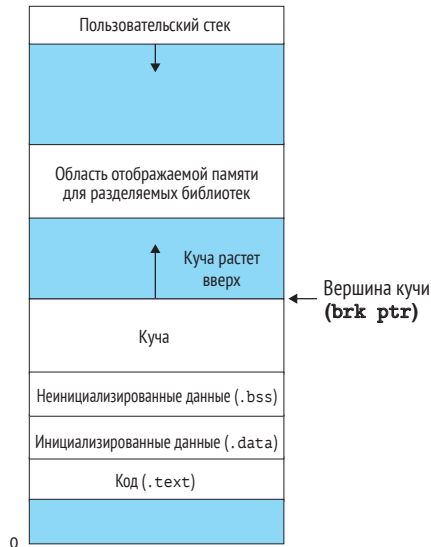 Пользовательский стек
Область отображаемой памяти
для разделяемых библиотек
Куча растет
вверх
Вершина кучи
(brk ptr)
Куча
Неинициализированные данные (.bss)
Инициализированные данные (.data)
Код (.text)
0